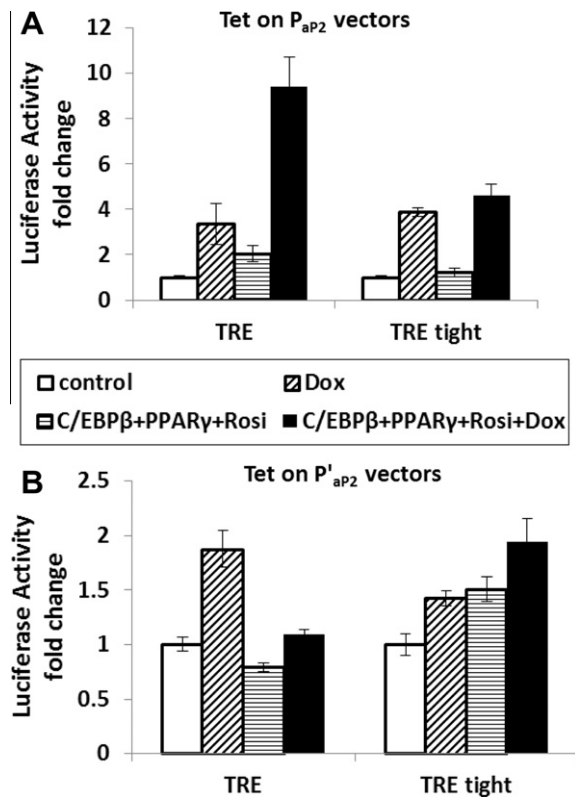 A
Tet on PaP2 vectors
Luciferase Activity
fold change
12
10
8
6
4
2
0
TRE
TRE tight
control
Dox
C/EBPβ+PPARγ+Rosi
C/EBPβ+PPARγ+Rosi+Dox
B
Tet on P'aP2 vectors
Luciferase Activity
fold change
2.5
2
1.5
1
0.5
0
TRE
TRE tight